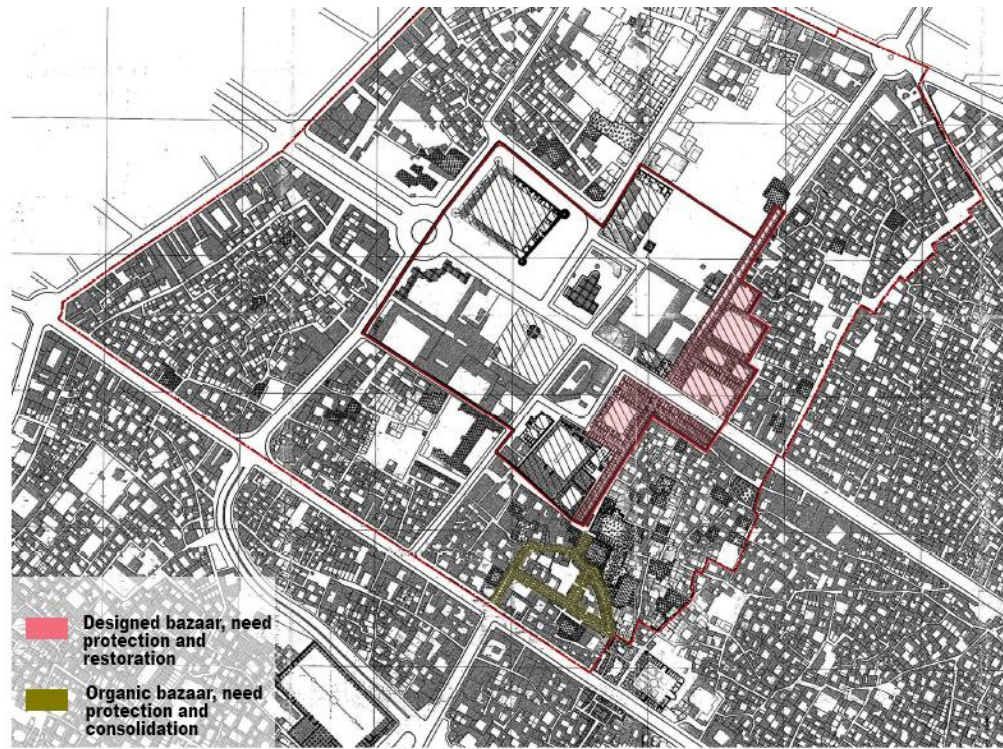 Designed bazaar, need
protection and
restoration
Organic bazaar, need
protection and
consolidation